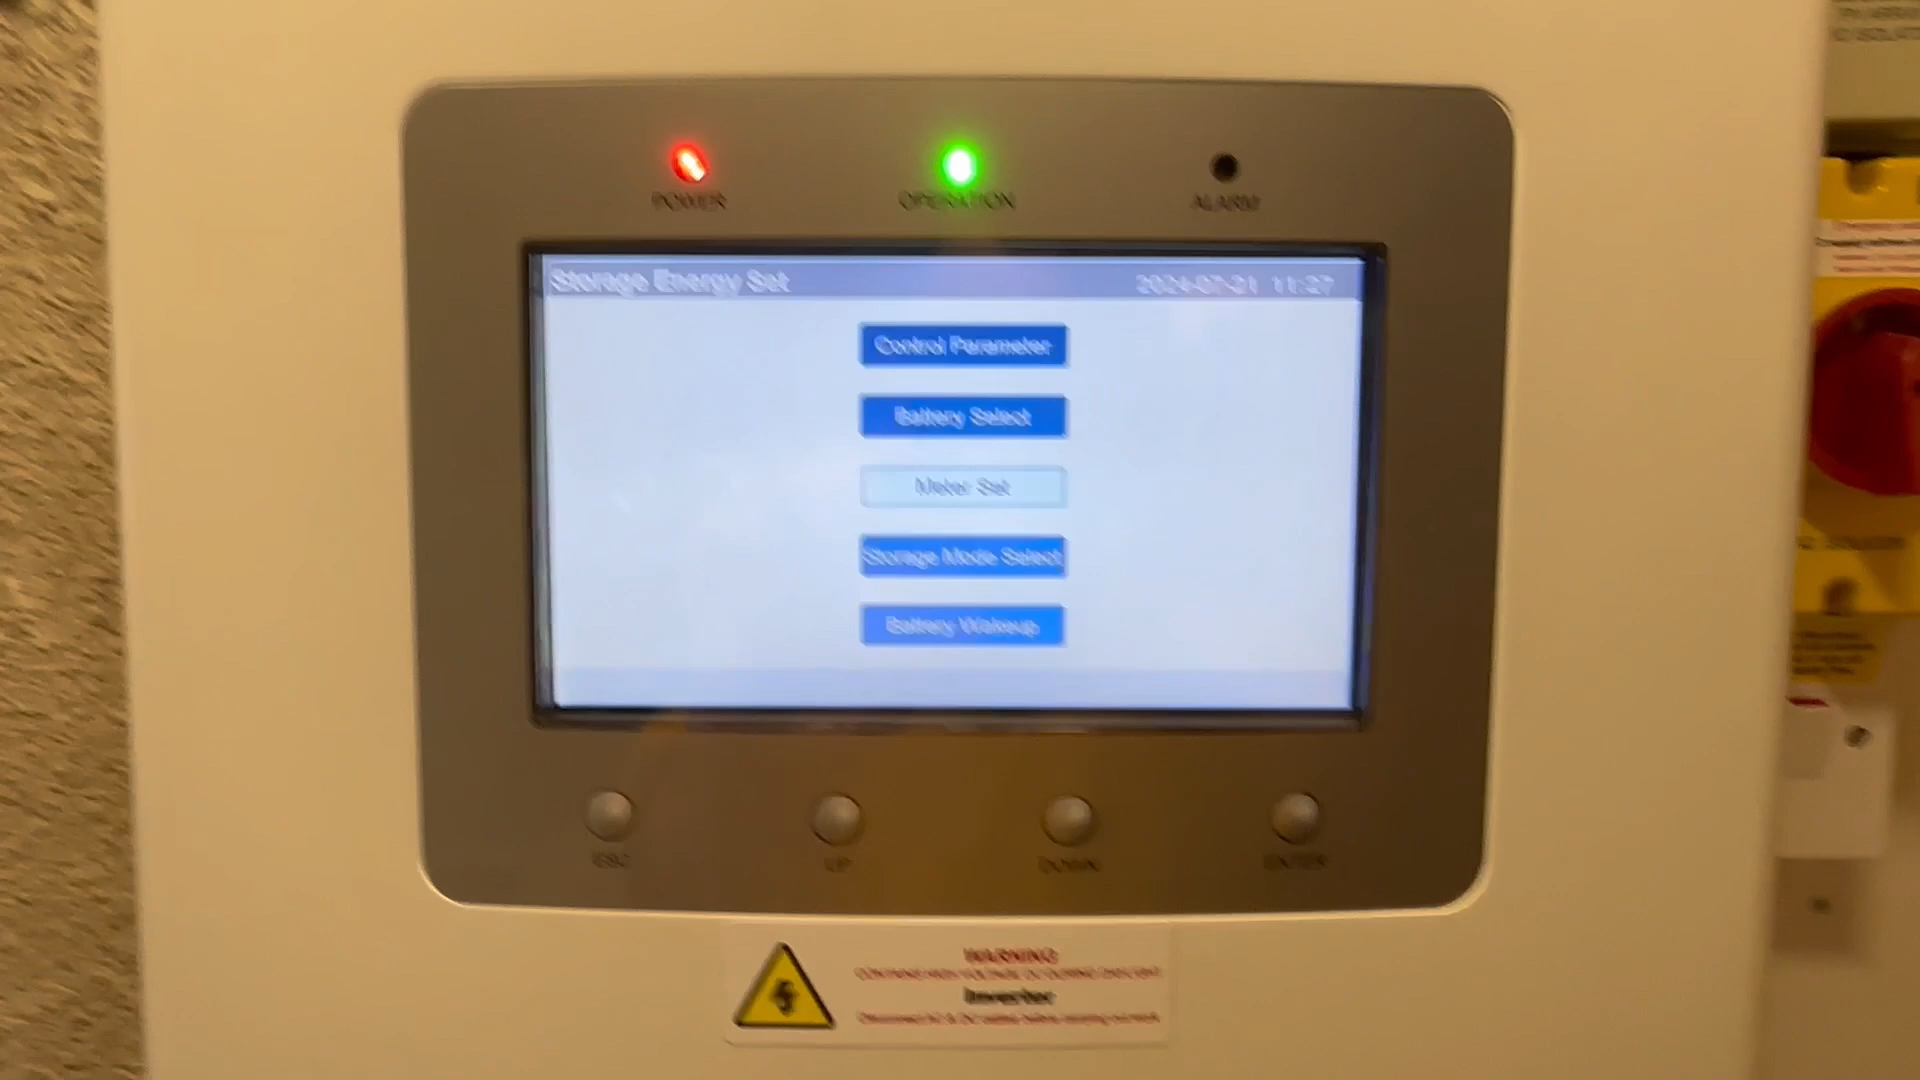 POWER
OPERATION
ALARM
Storage Energy Set
2024-07-21 11:27
Control Parameter
Battery Select
Meter Set
Storage Mode Select
Battery Wakeup
ESC
UP
DOWN
ENTER
WARNING
Inverter